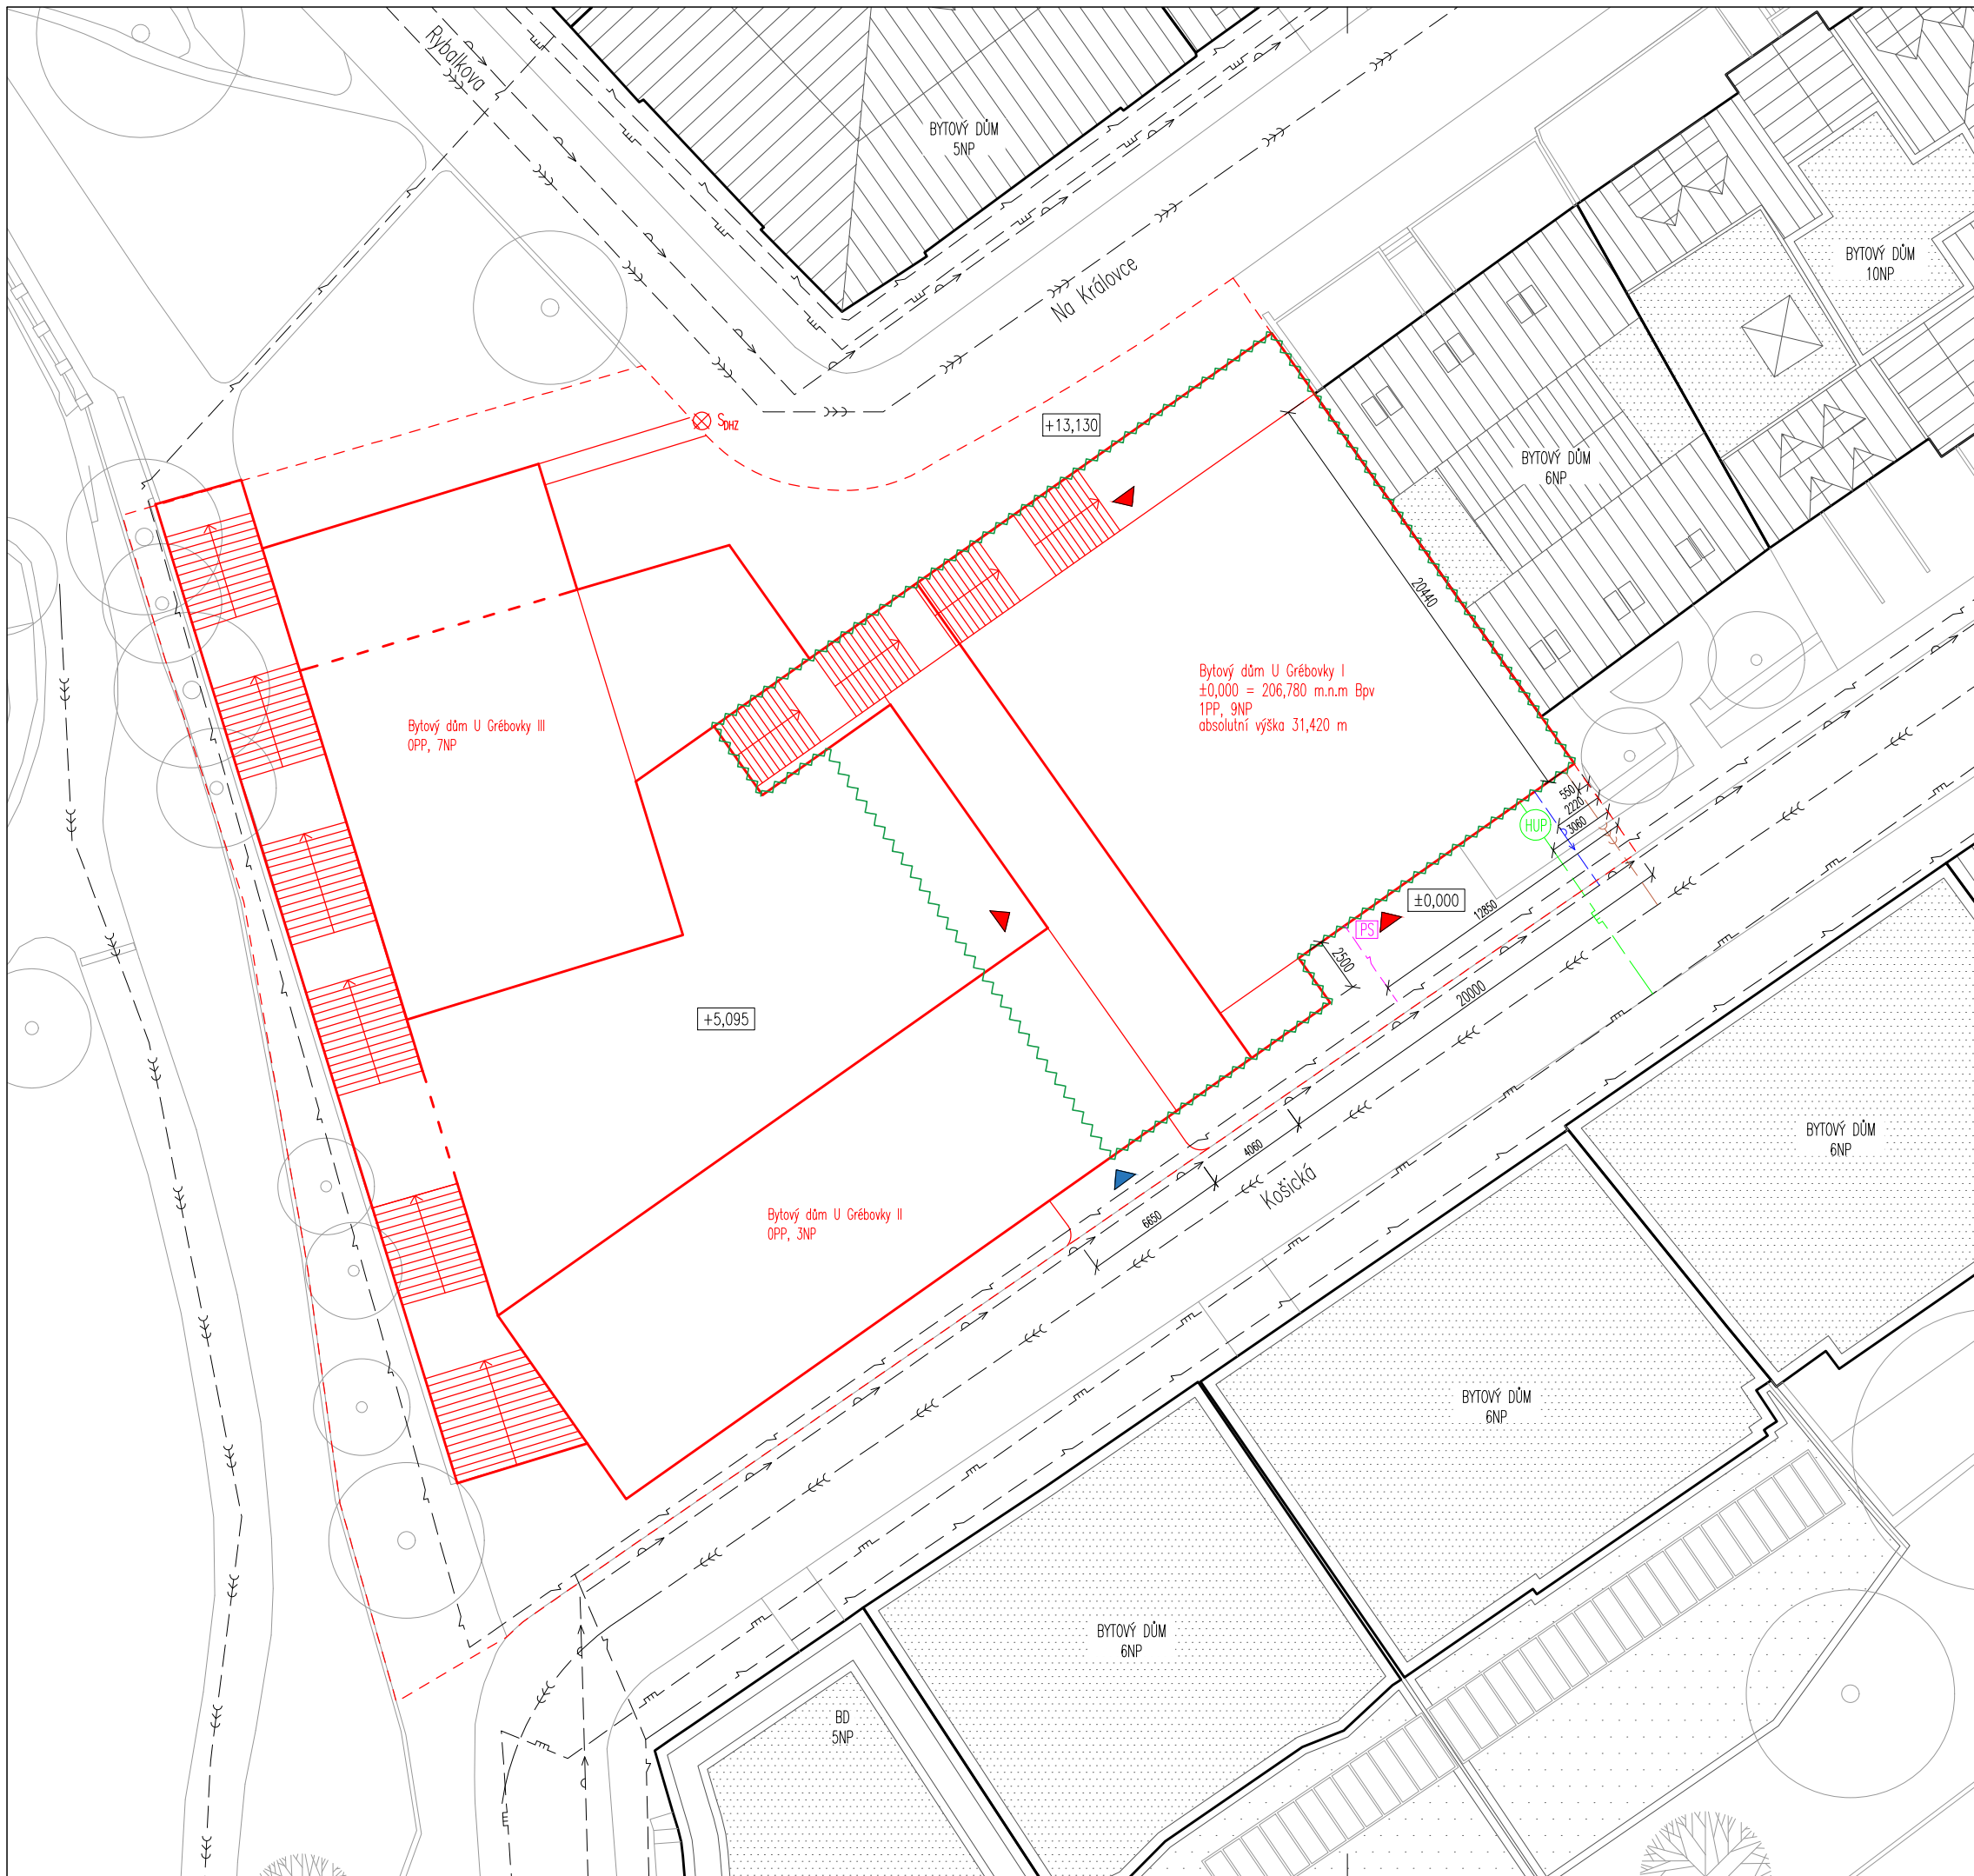 Rybalkova
BYTOVÝ DŮM
5NP
BYTOVÝ DŮM
10NP
Na Královce
+13,130
SDHZ
BYTOVÝ DŮM
6NP
20440
Bytový dům U Grébovky I
±0,000 = 206,780 m.n.m Bpv
1PP, 9NP
absolutní výška 31,420 m
Bytový dům U Grébovky III
0PP, 7NP
550
2220
3060
HUP
±0,000
12850
PS
2500
20000
+5,095
4060
Košická
6650
BYTOVÝ DŮM
6NP
Bytový dům U Grébovky II
0PP, 3NP
BYTOVÝ DŮM
6NP
BYTOVÝ DŮM
6NP
BD
5NP